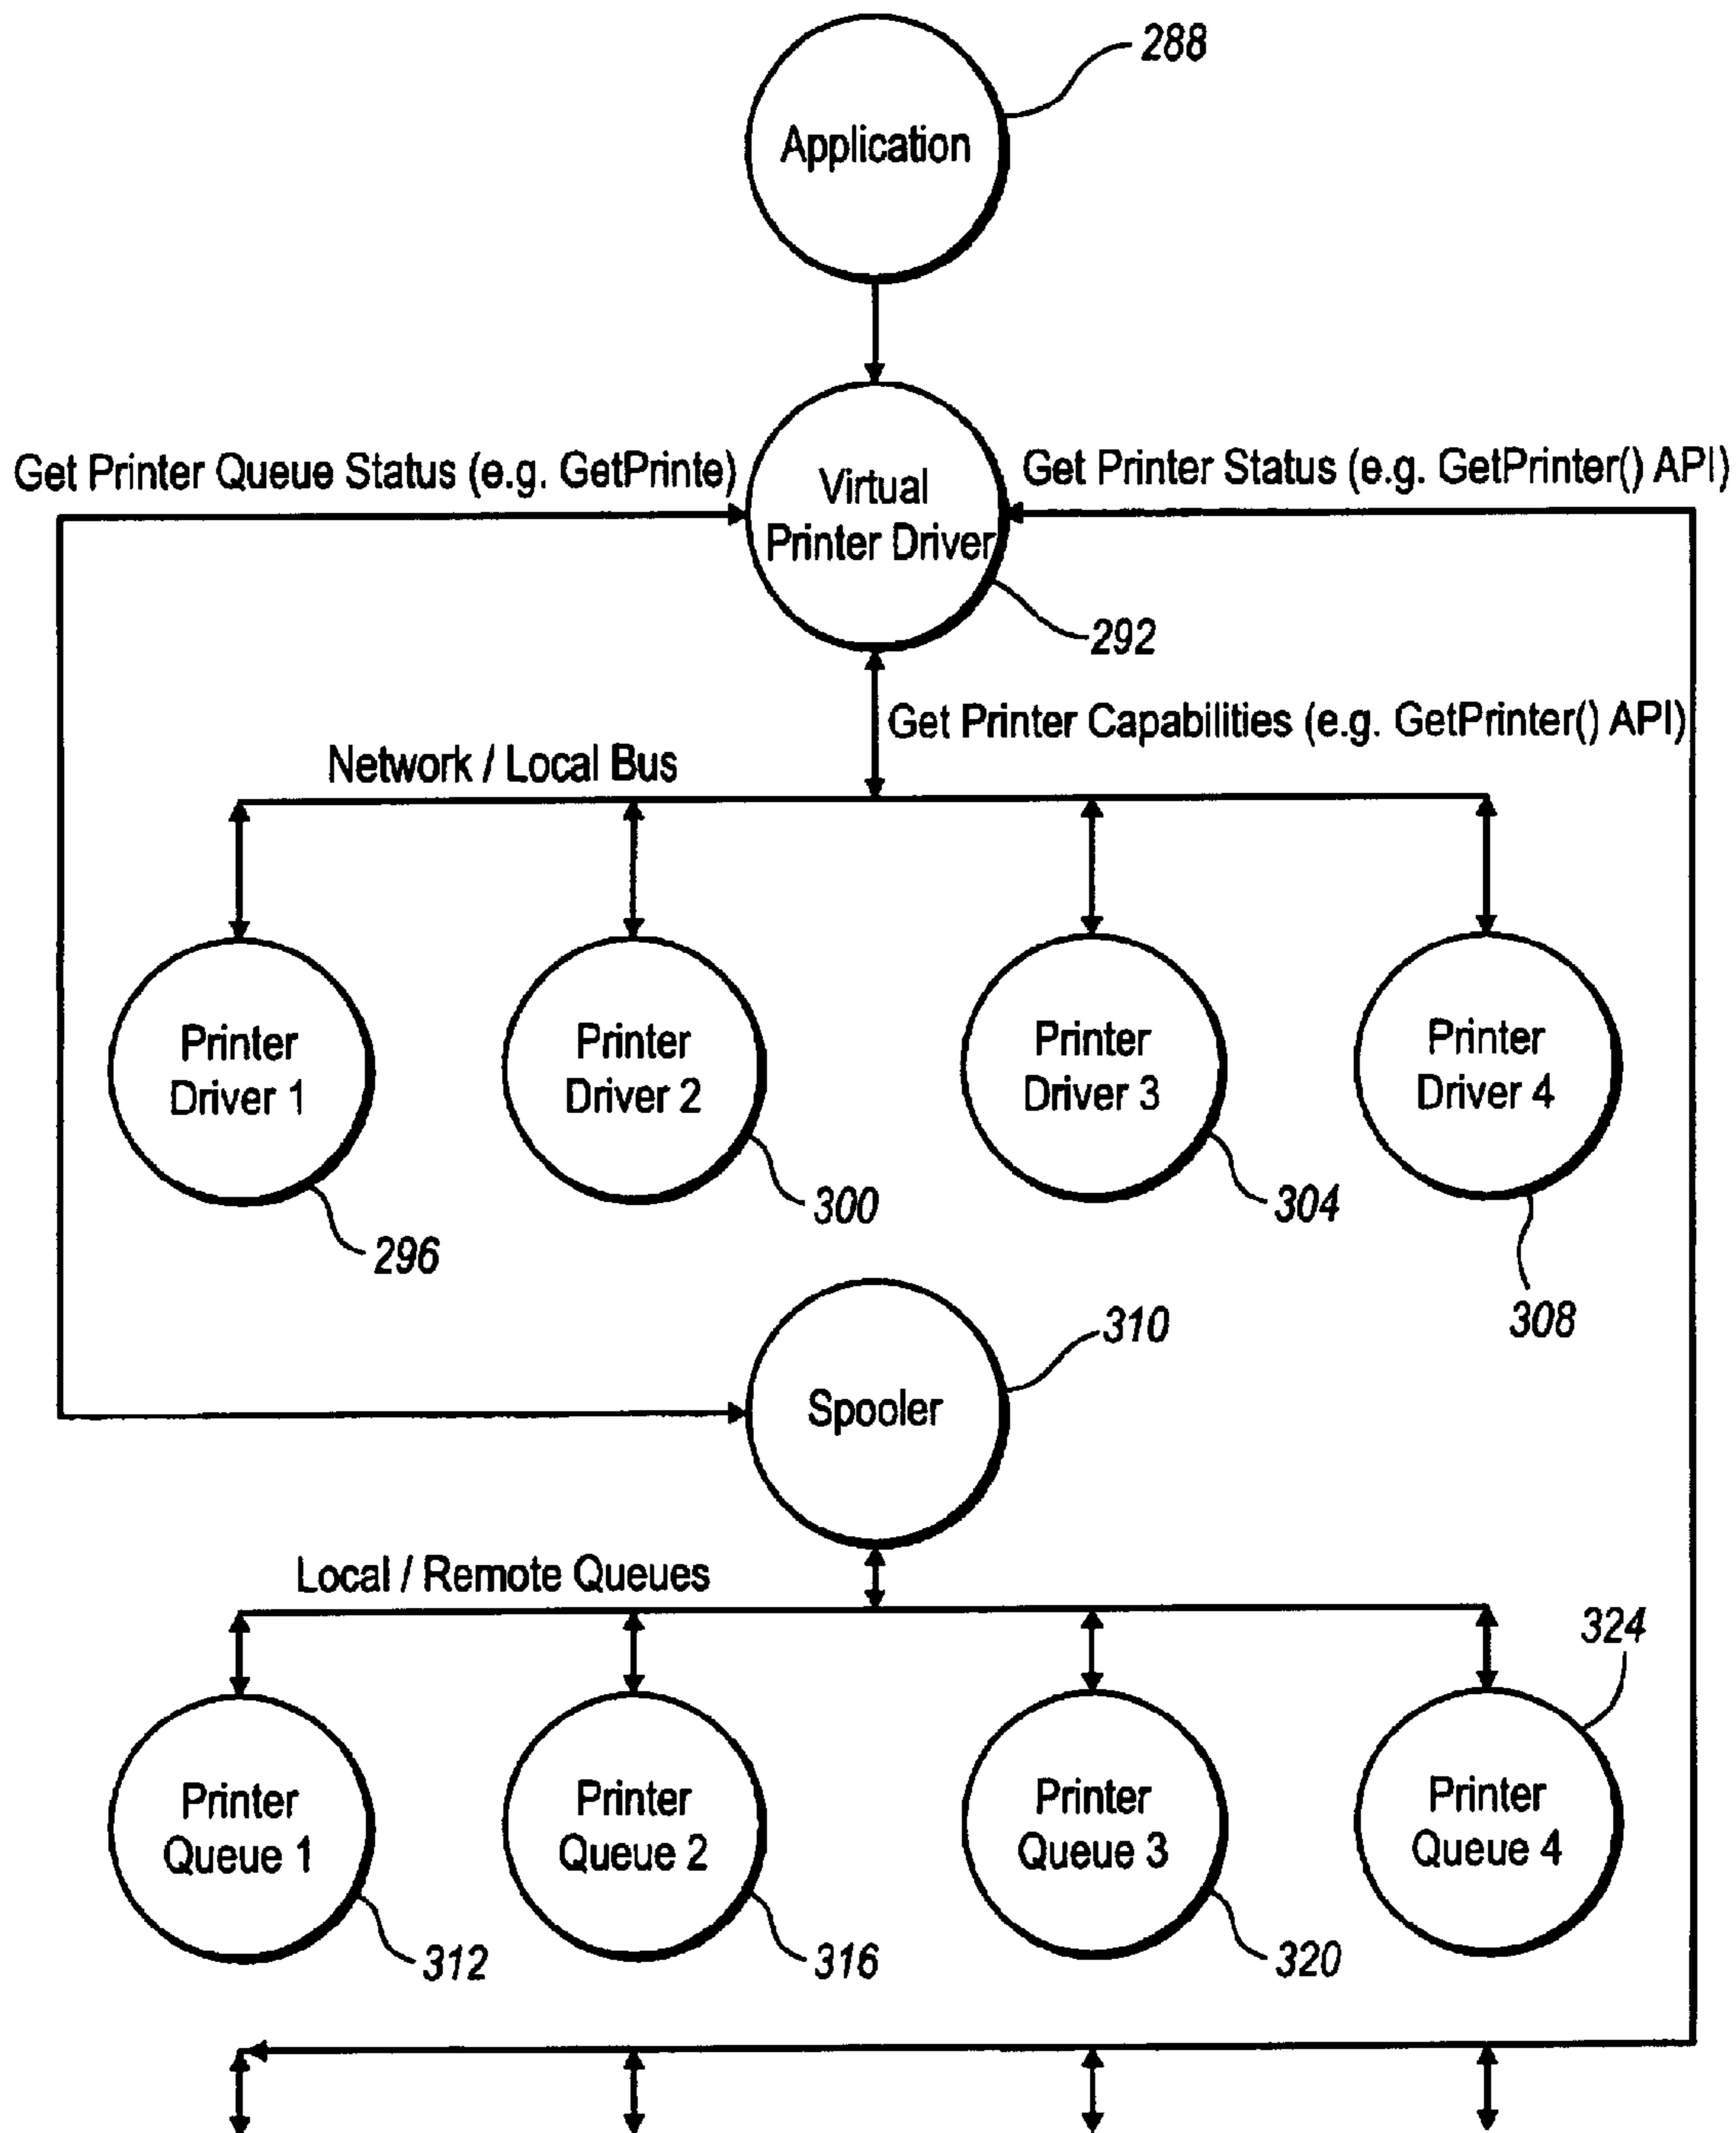 288
Application
Get Printer Queue Status (e.g. GetPrinte)
Virtual
Printer Driver
Get Printer Status (e.g. GetPrinter() API)
292
Get Printer Capabilities (e.g. GetPrinter() API)
Network / Local Bus
Printer
Driver 1
Printer
Driver 2
Printer
Driver 3
Printer
Driver 4
296
300
304
308
310
Spooler
Local / Remote Queues
324
Printer
Queue 1
Printer
Queue 2
Printer
Queue 3
Printer
Queue 4
312
316
320